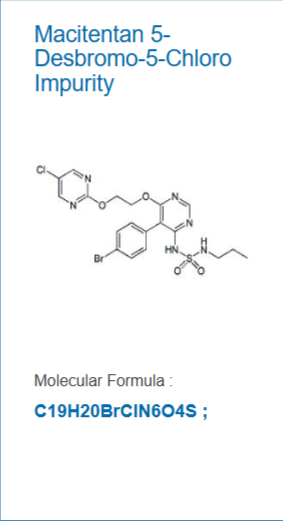 Macitentan 5-
Desbromo-5-Chloro
Impurity
Cl
N
N
O
O
N
N
Br
HN
H
N
S
O
O
Molecular Formula :
C19H20BrClN6O4S ;